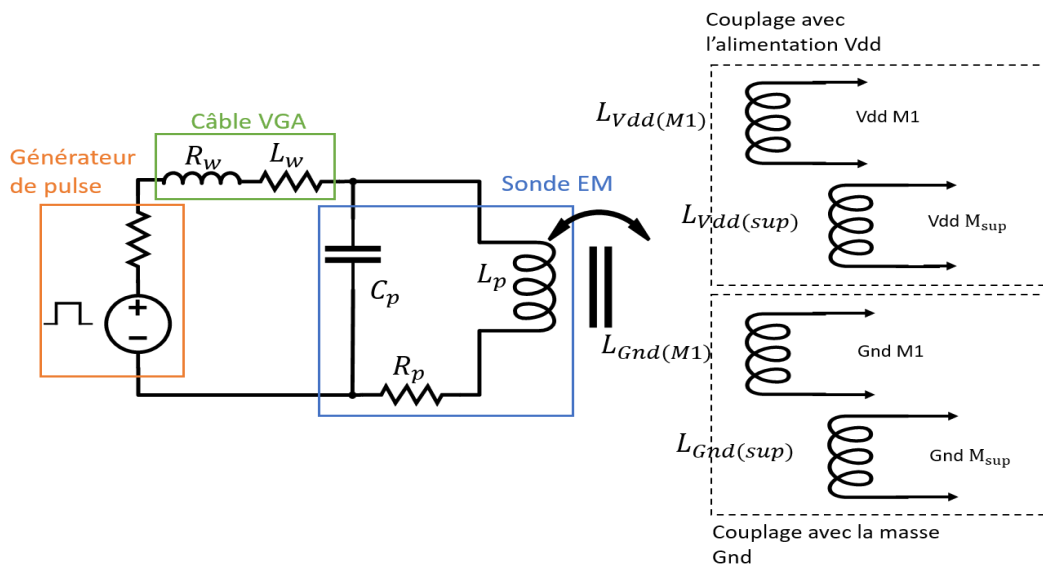 Couplage avec
l'alimentation Vdd
L_Vdd(M1)
Vdd M1
Câble VGA
R_w
L_w
Générateur
de pulse
Sonde EM
L_Vdd(sup)
Vdd M_sup
C_p
L_p
L_Gnd(M1)
Gnd M1
R_p
L_Gnd(sup)
Gnd M_sup
Couplage avec la masse
Gnd